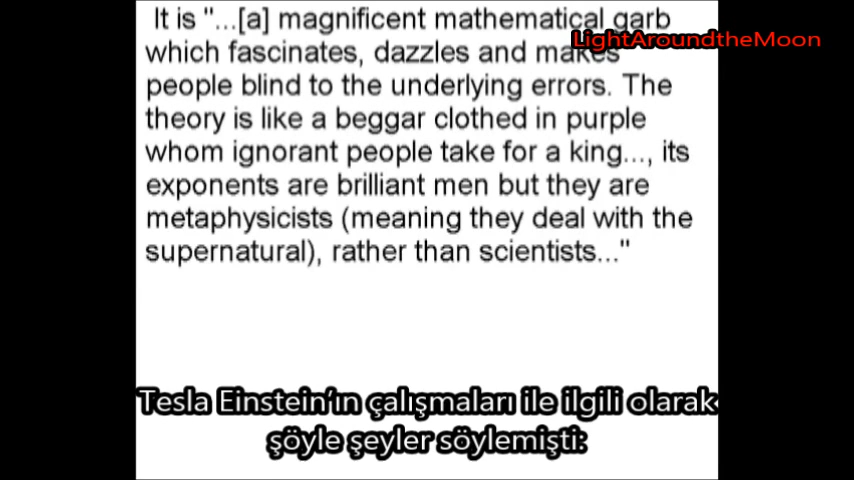 It is "...[a] magnificent mathematical garb
LightAroundtheMoon
which fascinates, dazzles and makes
people blind to the underlying errors. The
theory is like a beggar clothed in purple
whom ignorant people take for a king..., its
exponents are brilliant men but they are
metaphysicists (meaning they deal with the
supernatural), rather than scientists..."
Tesla Einstein'ın çalışmaları ile ilgili olarak
şöyle şeyler söylemişti: